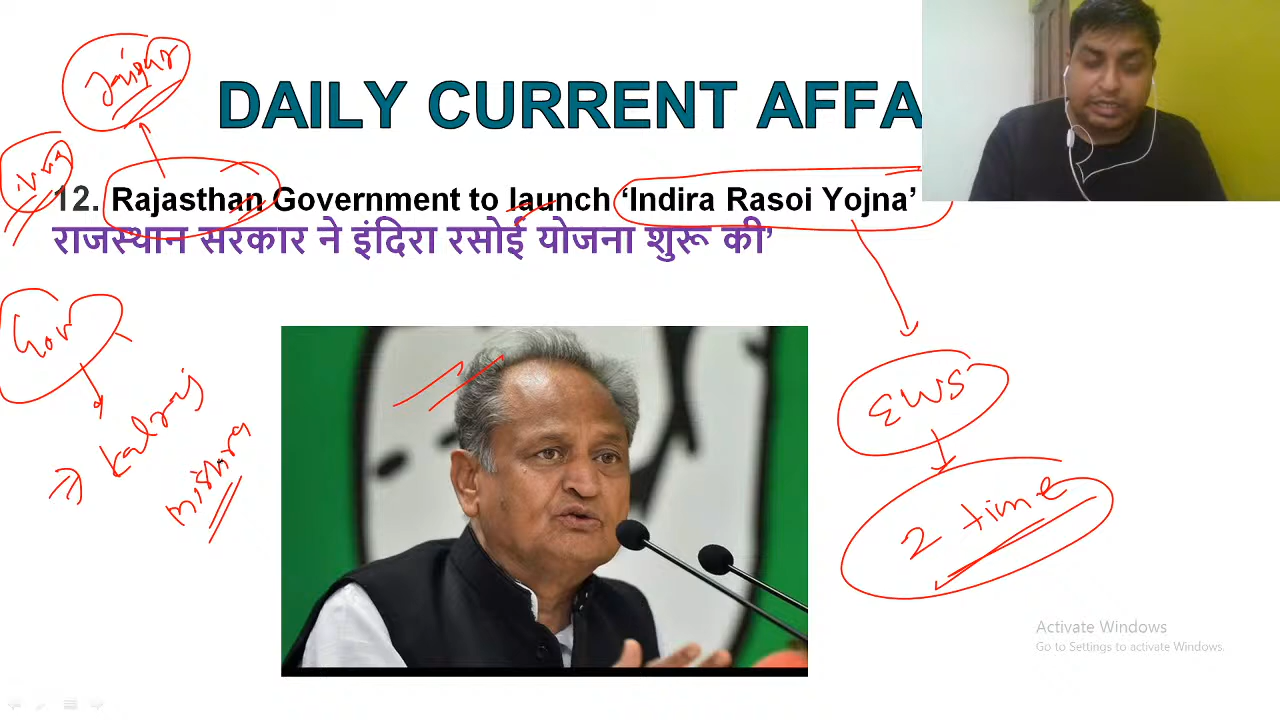 Jaipur
DAILY CURRENT AFFA
12. Rajasthan Government to launch ‘Indira Rasoi Yojna’
राजस्थान सरकार ने इंदिरा रसोई योजना शुरू की’
Gov
Kalraj
Mishra
EWS
2 time
Activate Windows
Go to Settings to activate Windows.